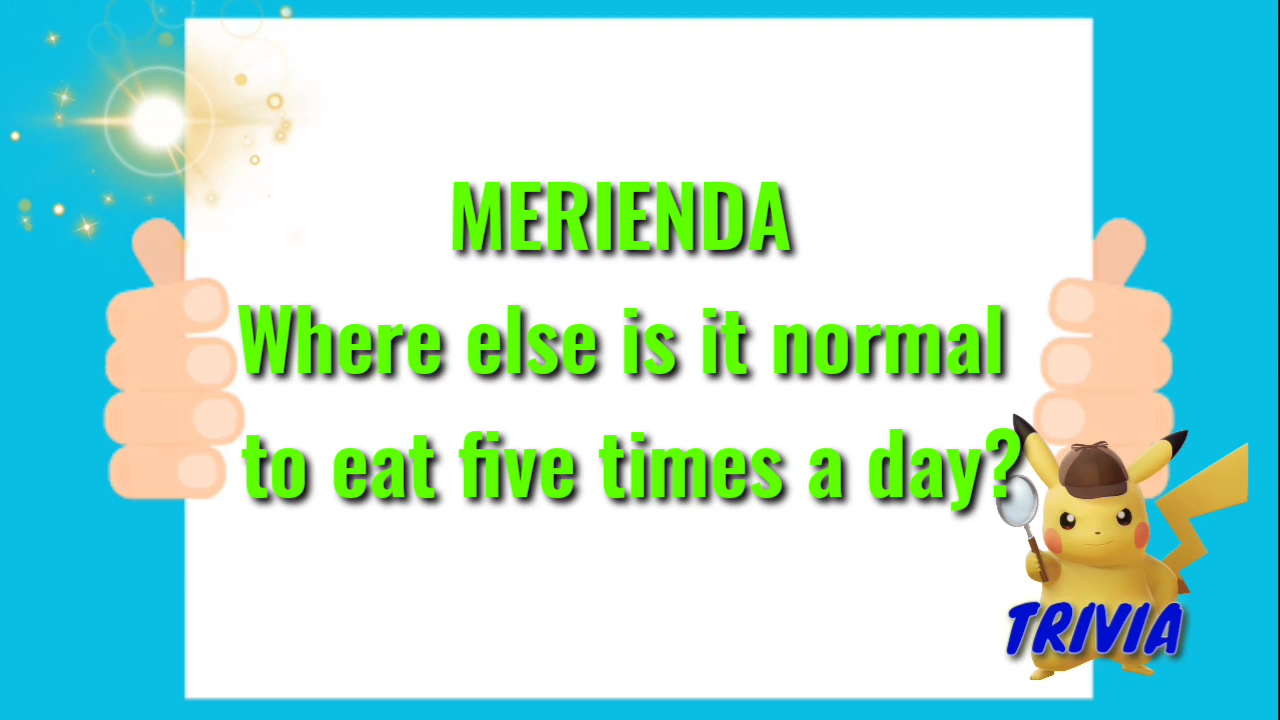 MERIENDA
Where else is it normal
to eat five times a day?
TRIVIA